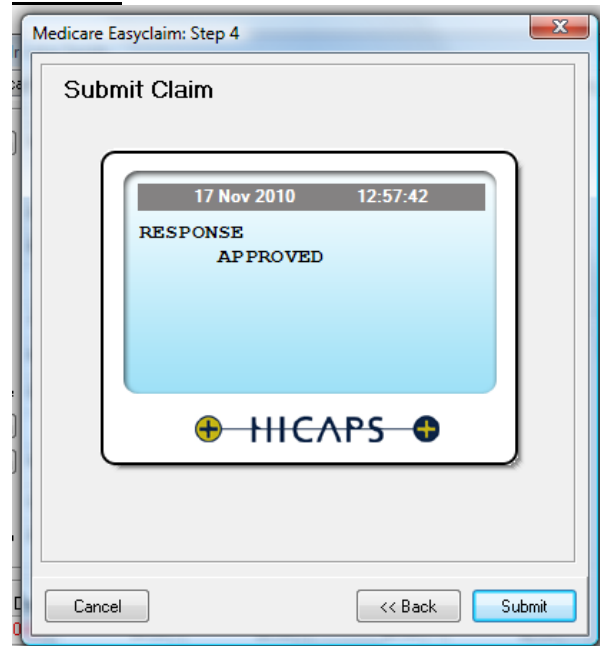 Medicare Easyclaim: Step 4
Submit Claim
17 Nov 2010 12:57:42
RESPONSE
APPROVED
HICAPS
Cancel << Back Submit